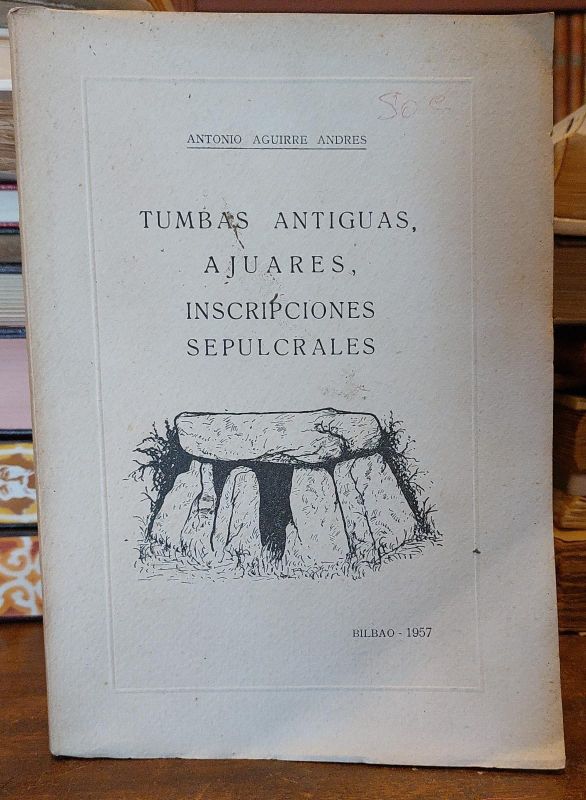 ANTONIO AGUIRRE ANDRES
TUMBAS ANTIGUAS,
AJUARES,
INSCRIPCIONES
SEPULCRALES
BILBAO - 1957